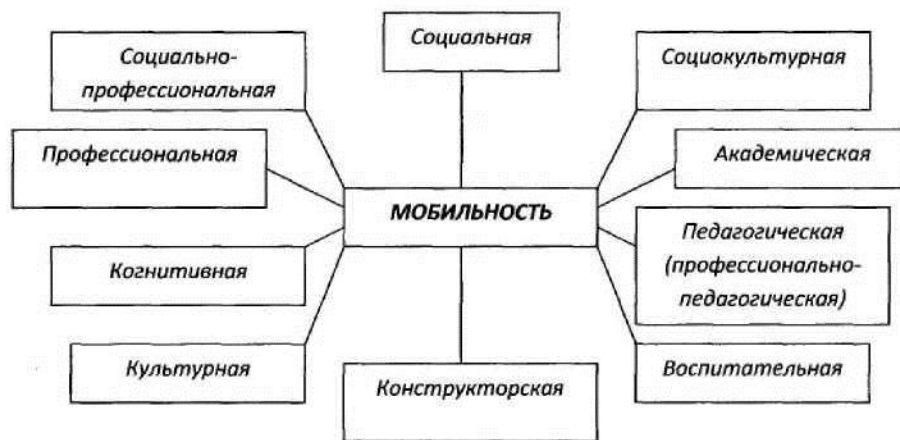 Социальная
Социально-
профессиональная
Социокультурная
Профессиональная
Академическая
МОБИЛЬНОСТЬ
Педагогическая
(профессионально-
педагогическая)
Когнитивная
Культурная
Конструкторская
Воспитательная